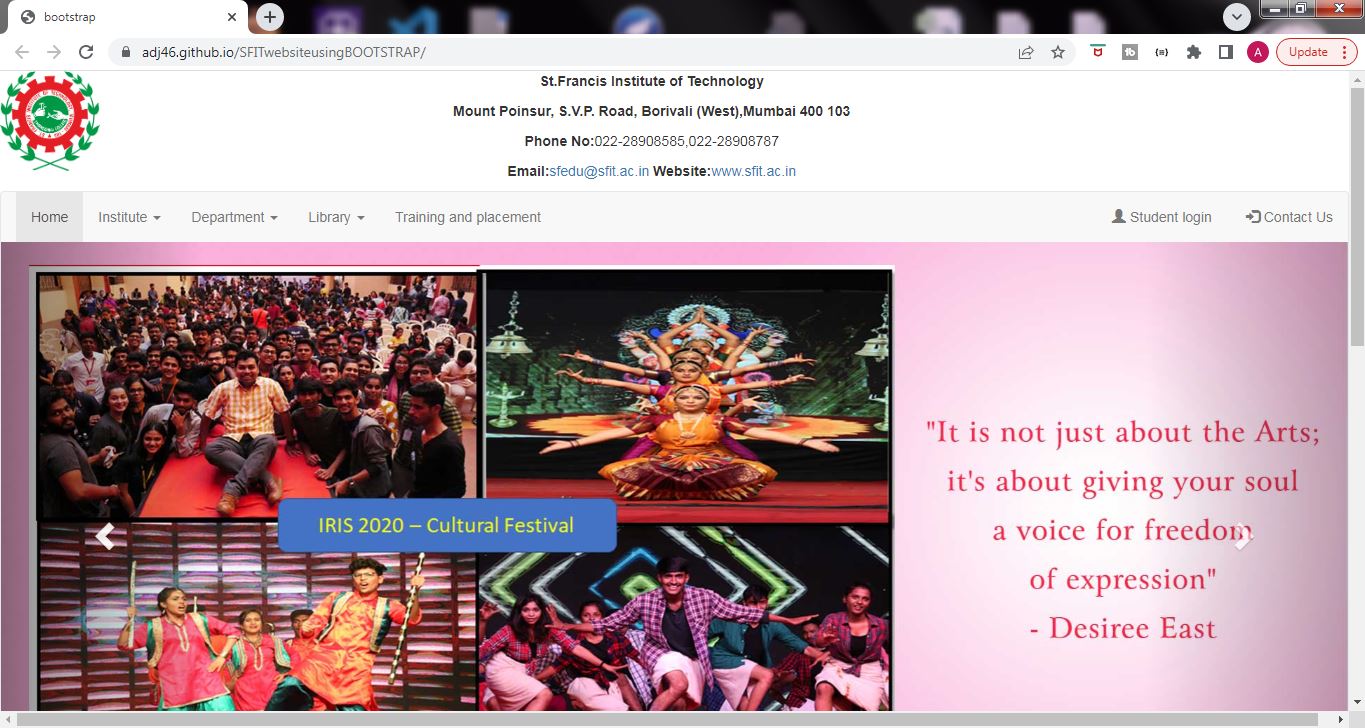 bootstrap
adj46.github.io/SFITwebsiteusingBOOTSTRAP/
A
Update
St.Francis Institute of Technology
Mount Poinsur, S.V.P. Road, Borivali (West),Mumbai 400 103
Phone No:022-28908585,022-28908787
Email:sfedu@sfit.ac.in Website:www.sfit.ac.in
Home Institute Department Library Training and placement Student login Contact Us
IRIS 2020 – Cultural Festival
"It is not just about the Arts;
it's about giving your soul
a voice for freedom
of expression"
- Desiree East